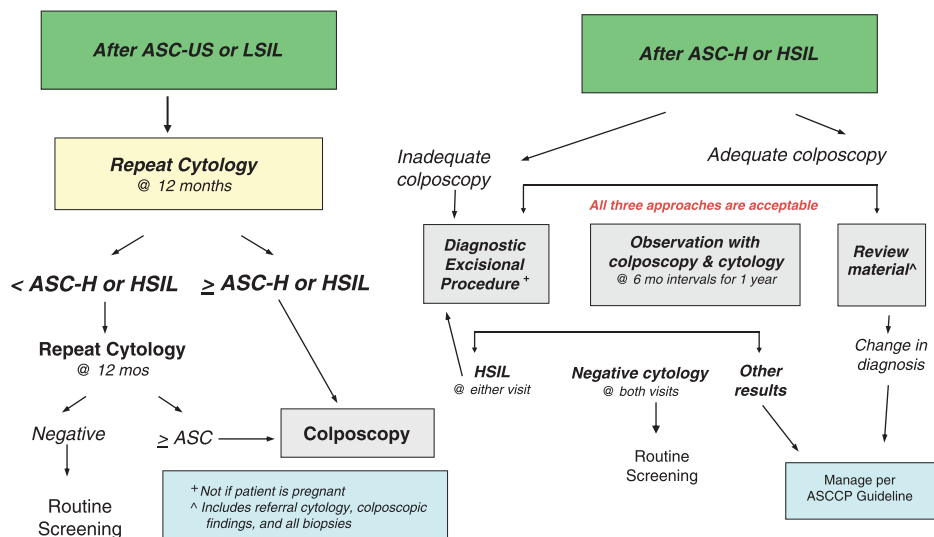 After ASC-US or LSIL
Repeat Cytology
@ 12 months
< ASC-H or HSIL
≥ ASC-H or HSIL
Repeat Cytology
@ 12 mos
Negative
≥ ASC
Colposcopy
Routine
Screening
+ Not if patient is pregnant
^ Includes referral cytology, colposcopic
findings, and all biopsies
After ASC-H or HSIL
Inadequate
colposcopy
Adequate colposcopy
All three approaches are acceptable
Diagnostic
Excisional
Procedure +
Observation with
colposcopy & cytology
@ 6 mo intervals for 1 year
Review
material^
HSIL
@ either visit
Negative cytology
@ both visits
Other
results
Change in
diagnosis
Routine
Screening
Manage per
ASCCP Guideline